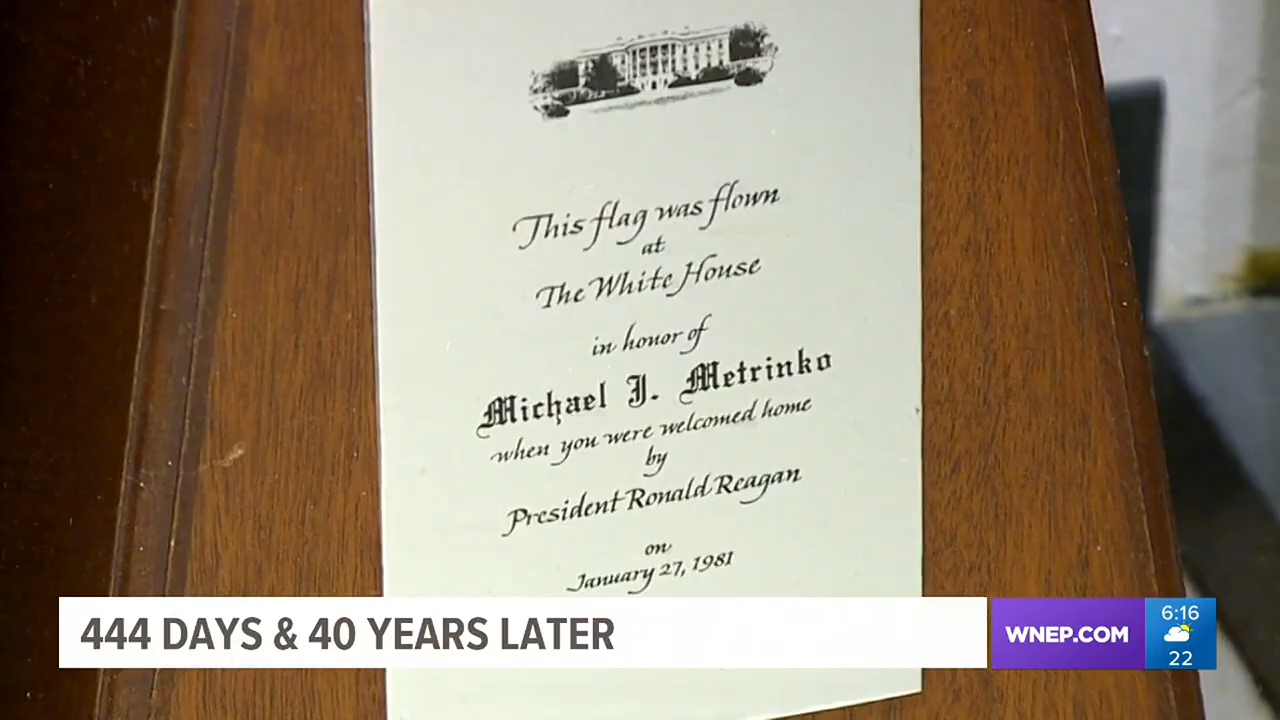 This flag was flown
at
The White House
in honor of
Michael J. Metrinko
when you were welcomed home
by
President Ronald Reagan
on
January 27, 1981
444 DAYS & 40 YEARS LATER
WNEP.COM
6:16
22